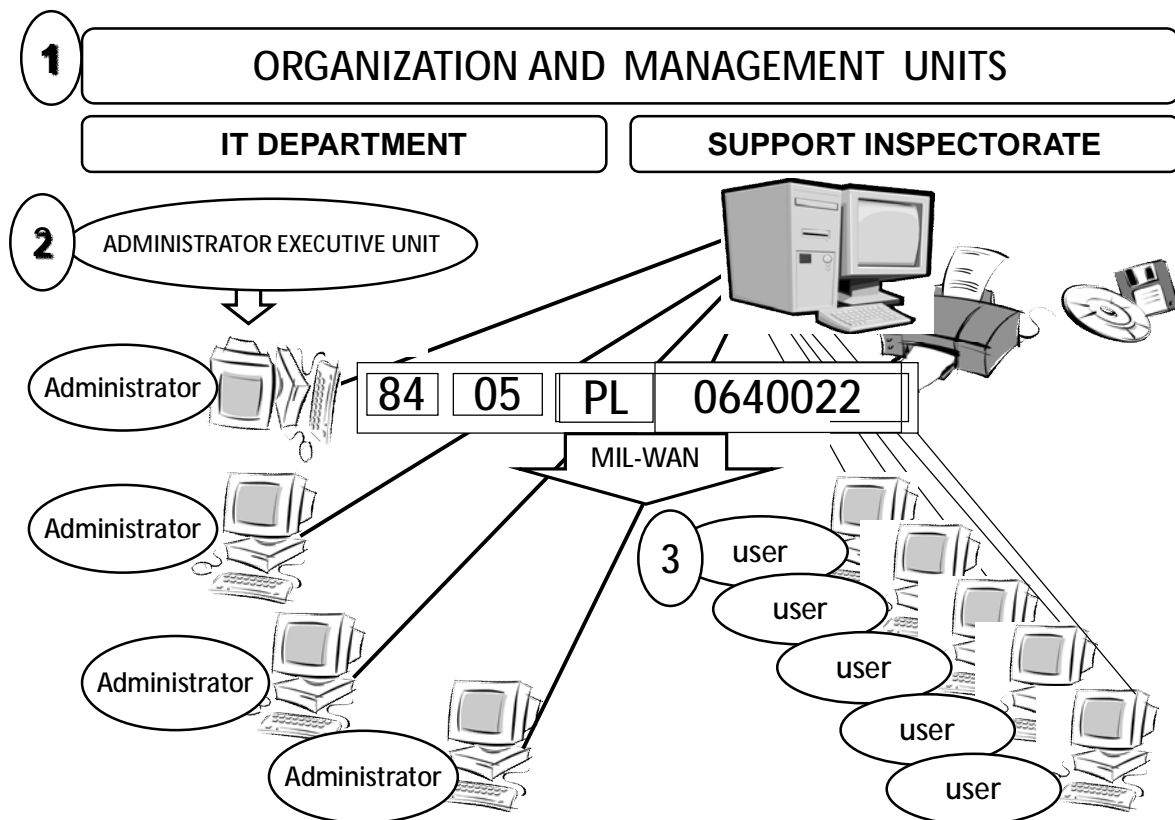 1
ORGANIZATION AND MANAGEMENT UNITS
IT DEPARTMENT
SUPPORT INSPECTORATE
2
ADMINISTRATOR EXECUTIVE UNIT
Administrator
84 05 PL 0640022
MIL-WAN
Administrator
3
user
user
user
Administrator
user
Administrator
user